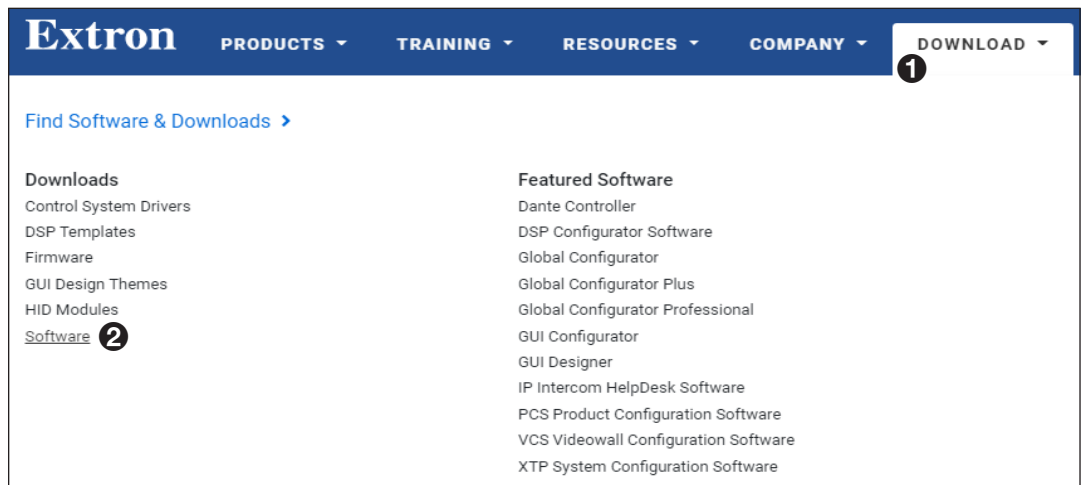 Extron PRODUCTS TRAINING RESOURCES COMPANY DOWNLOAD
1
Find Software & Downloads >
Downloads
Control System Drivers
DSP Templates
Firmware
GUI Design Themes
HID Modules
Software 2
Featured Software
Dante Controller
DSP Configurator Software
Global Configurator
Global Configurator Plus
Global Configurator Professional
GUI Configurator
GUI Designer
IP Intercom HelpDesk Software
PCS Product Configuration Software
VCS Videowall Configuration Software
XTP System Configuration Software